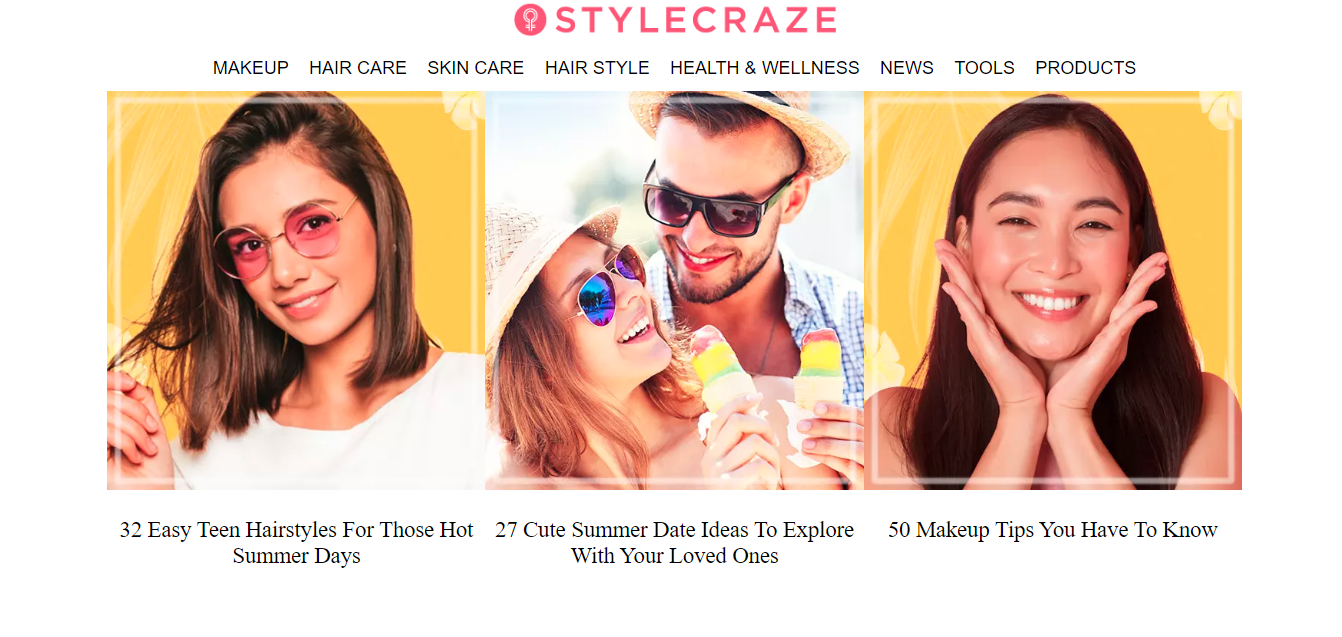 STYLECRAZE
MAKEUP HAIR CARE SKIN CARE HAIR STYLE HEALTH & WELLNESS NEWS TOOLS PRODUCTS
32 Easy Teen Hairstyles For Those Hot
Summer Days
27 Cute Summer Date Ideas To Explore
With Your Loved Ones
50 Makeup Tips You Have To Know